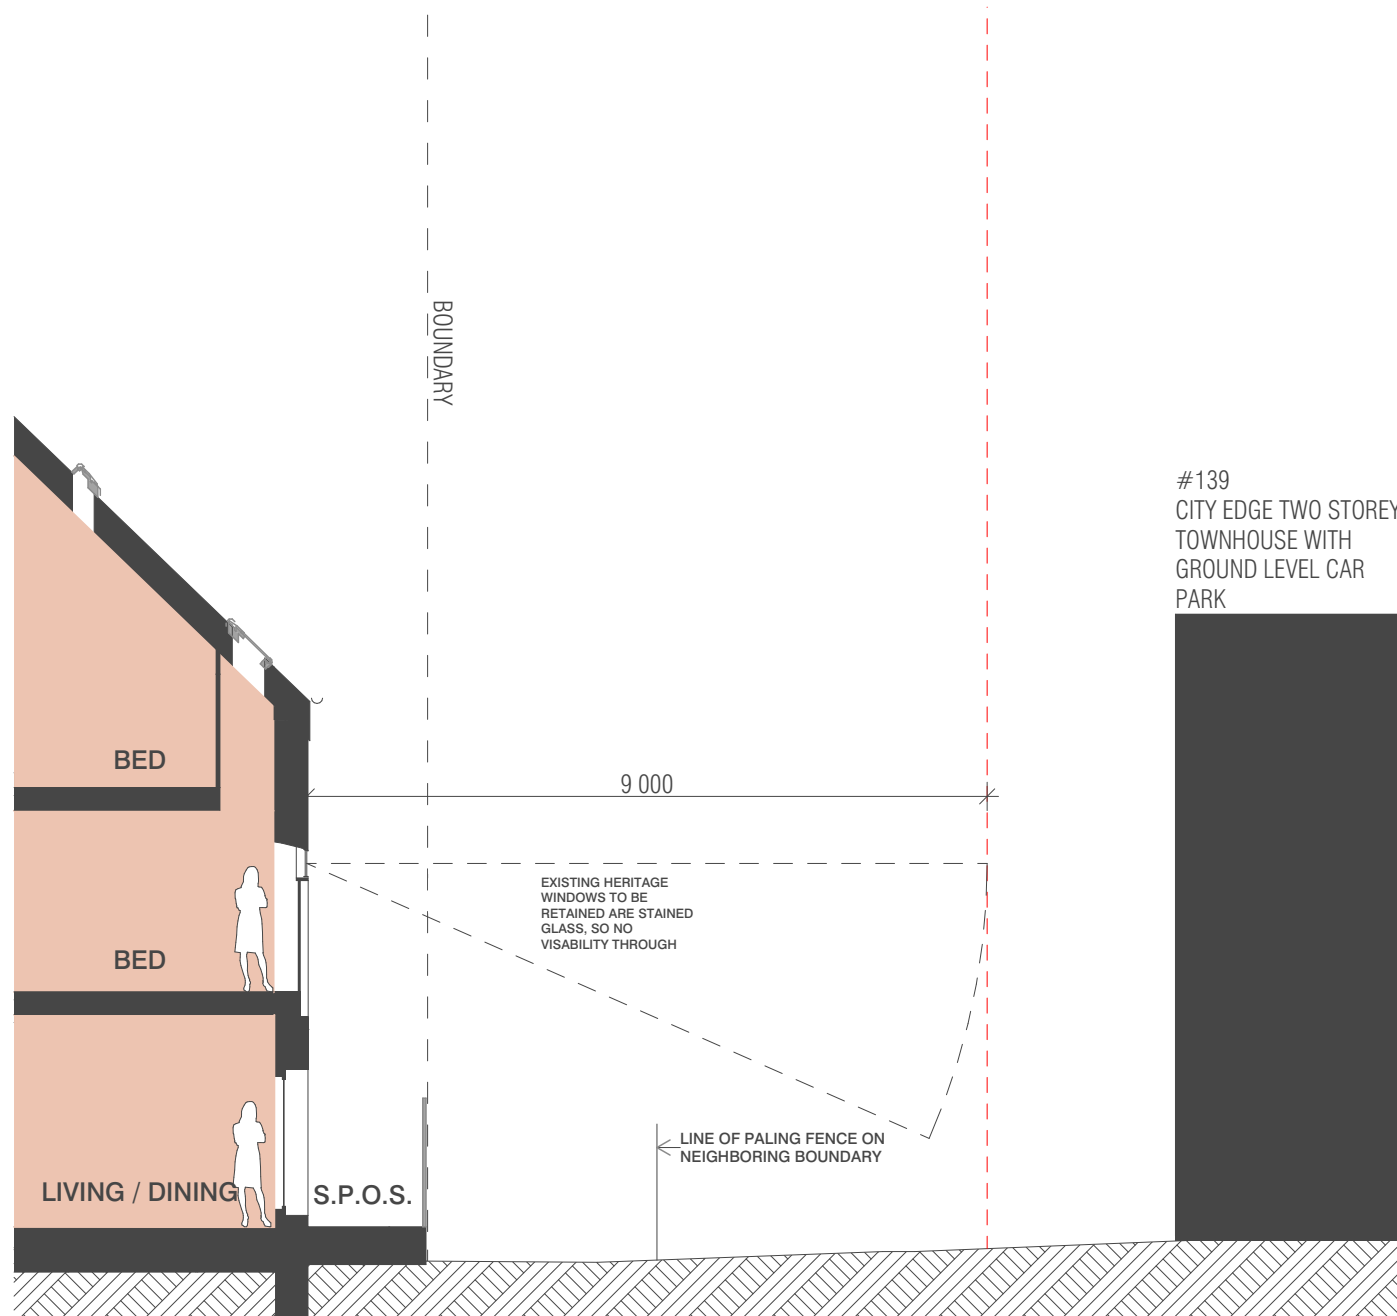 BOUNDARY
#139
CITY EDGE TWO STOREY
TOWNHOUSE WITH
GROUND LEVEL CAR
PARK
BED
9 000
EXISTING HERITAGE
WINDOWS TO BE
RETAINED ARE STAINED
GLASS, SO NO
VISABILITY THROUGH
BED
LINE OF PALING FENCE ON
NEIGHBORING BOUNDARY
LIVING / DINING
S.P.O.S.